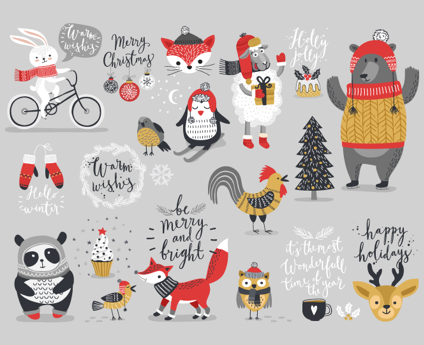 Warm
wishes
Merry
Christmas
Holly
Jolly
Hello
winter
Warm
wishes
be
merry
and
bright
it's the most
Wonderful
time of the
year
happy
holidays